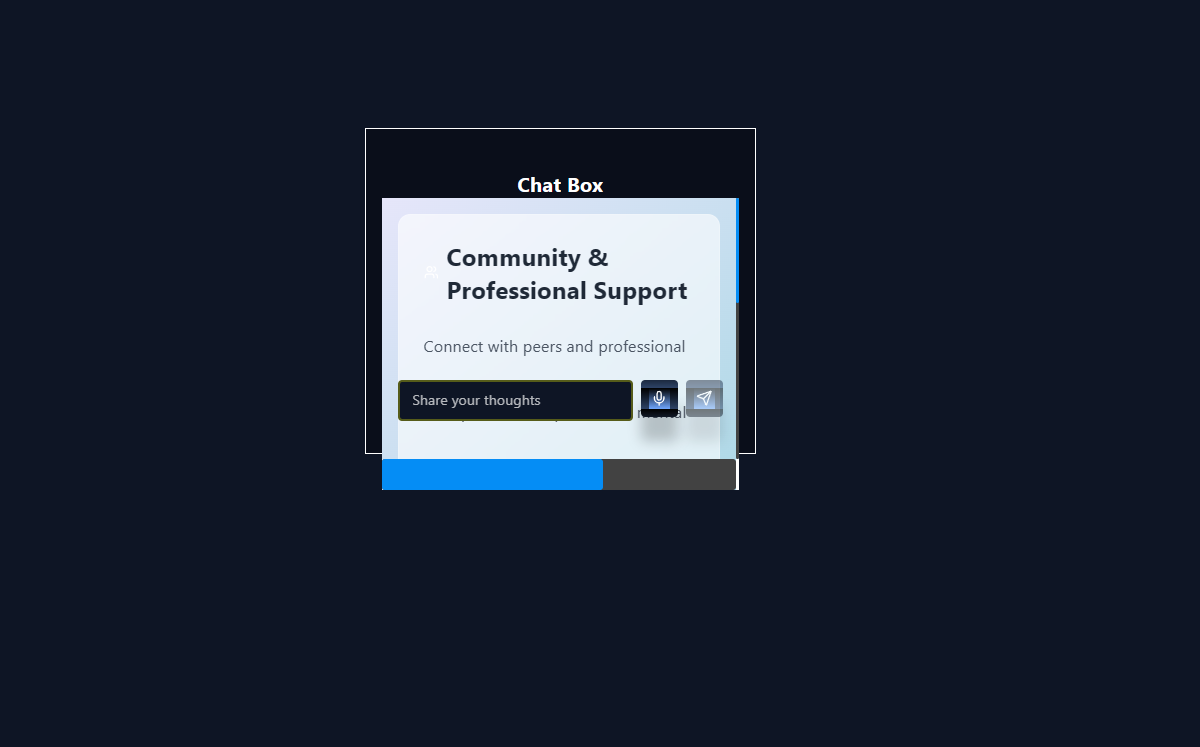 Chat Box
Community &
Professional Support
Connect with peers and professional
Share your thoughts